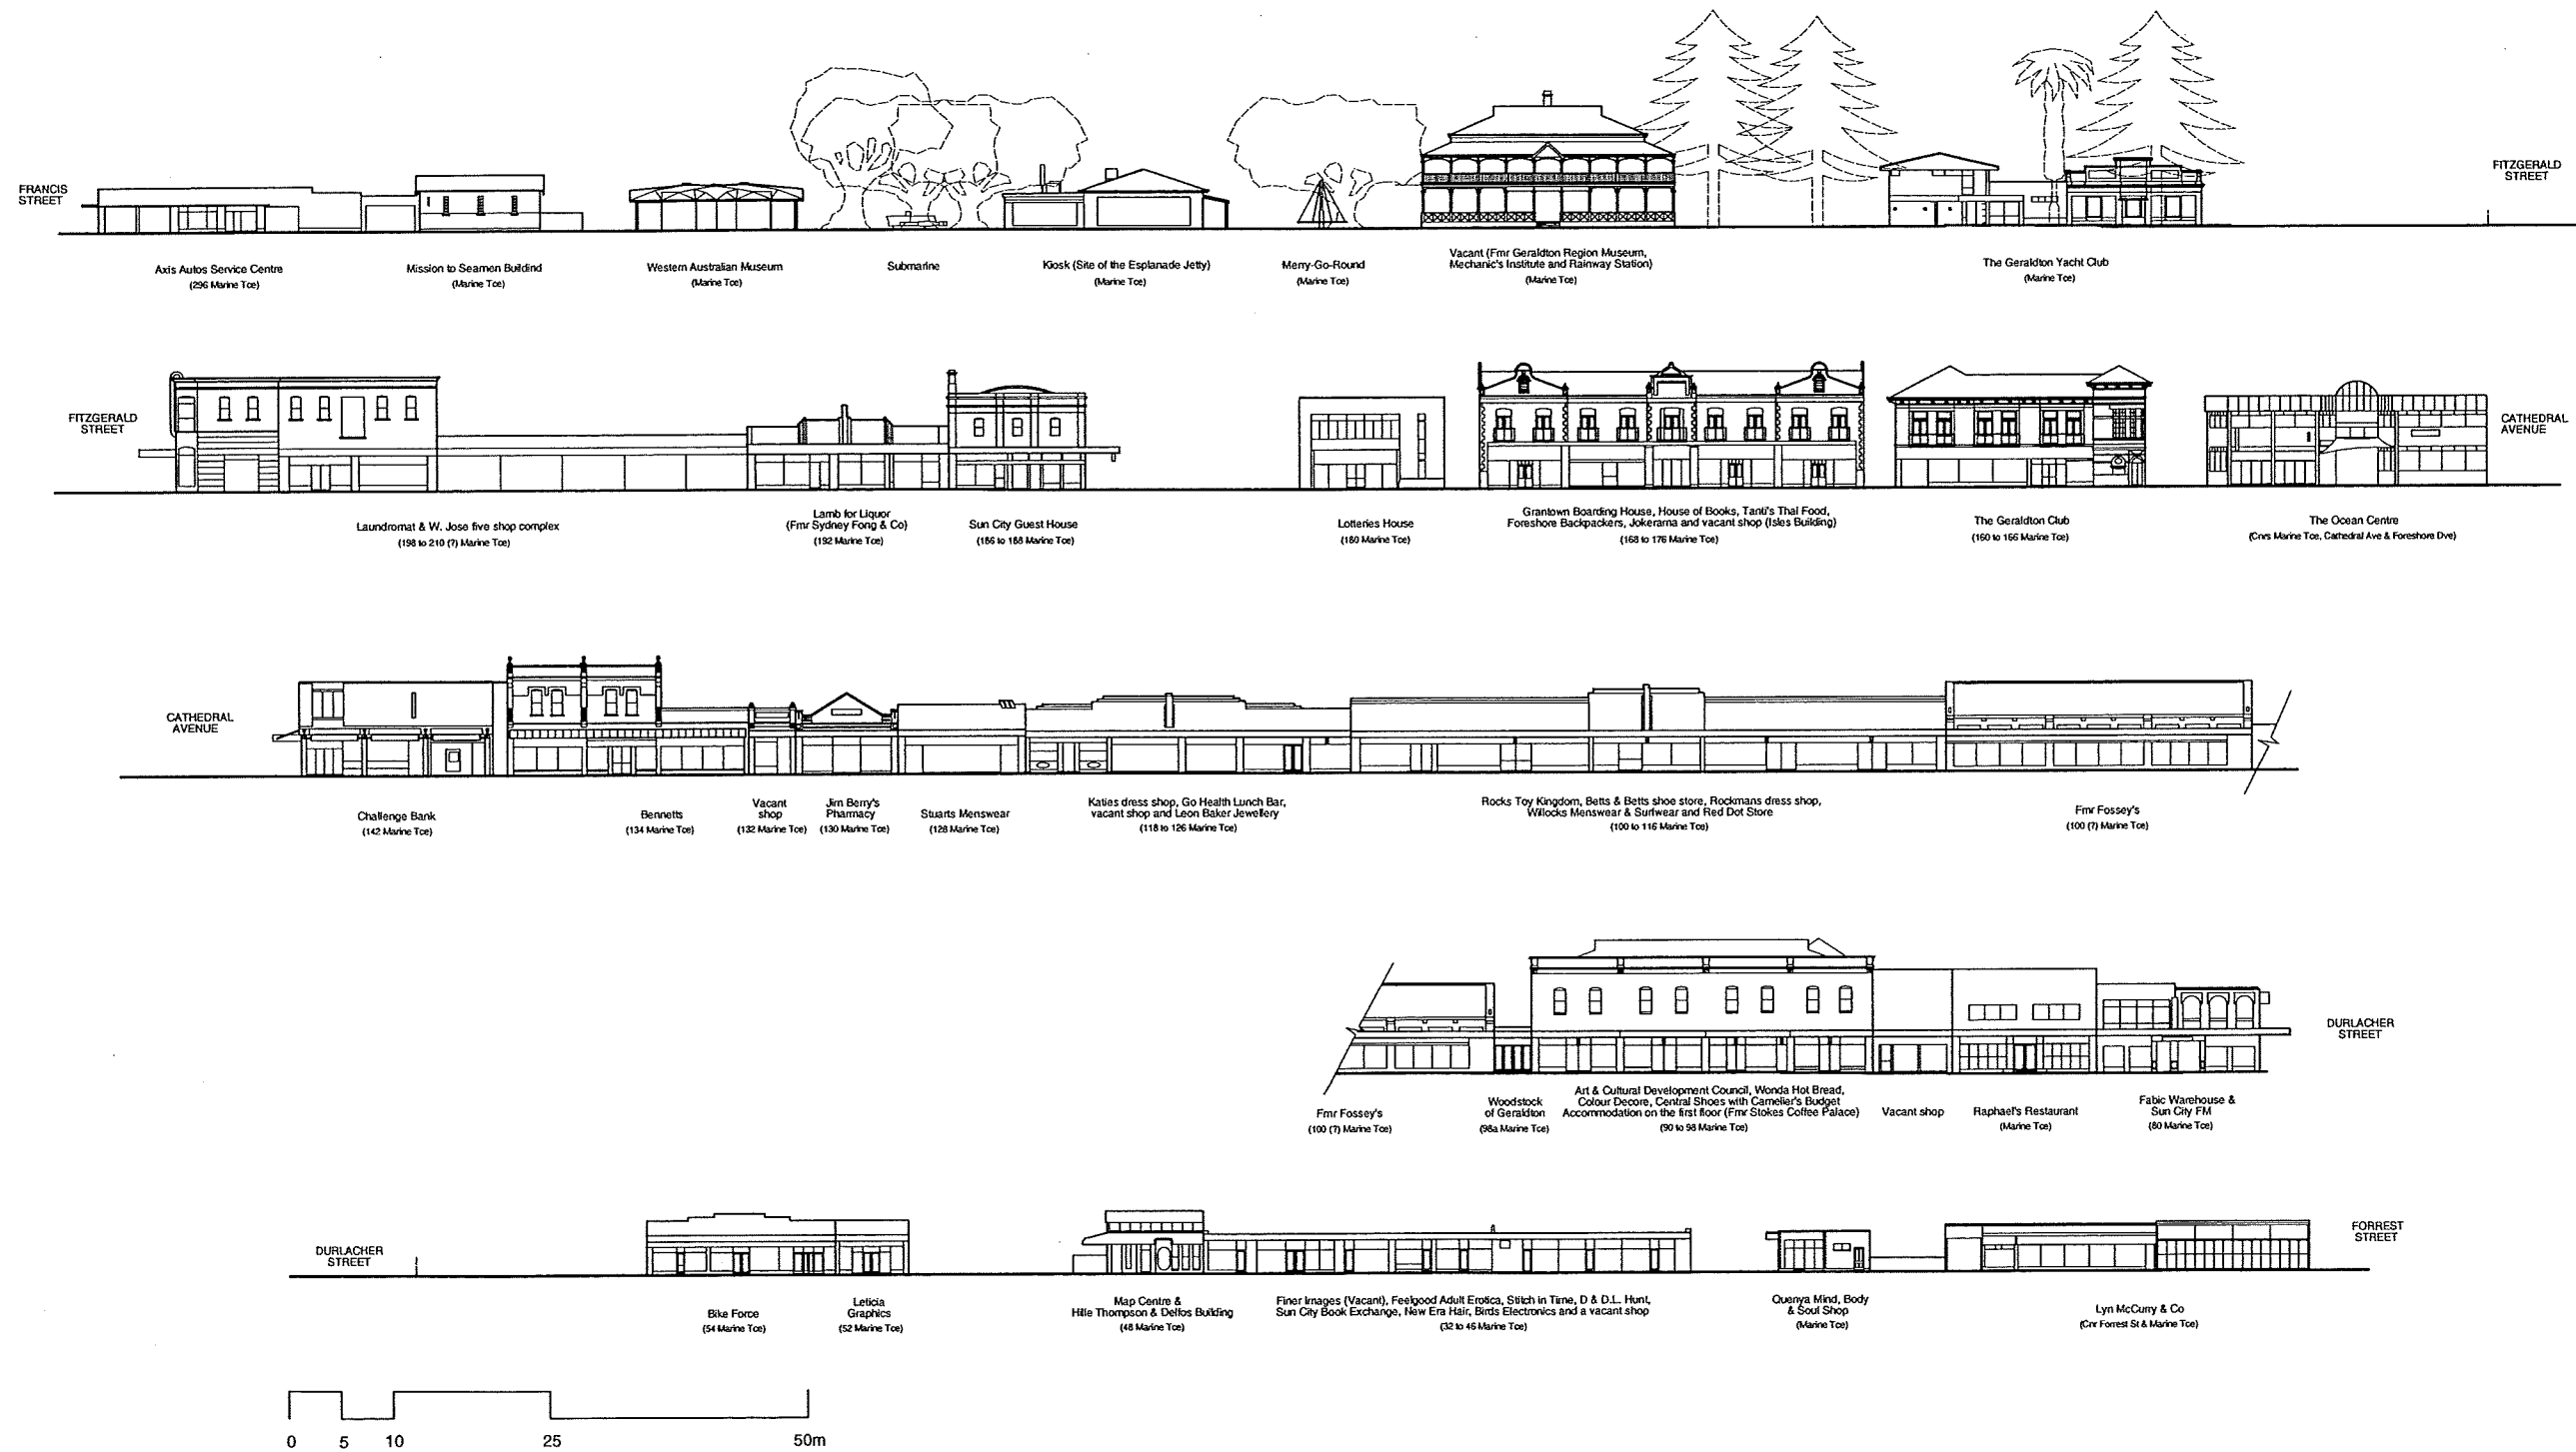 FRANCIS
STREET
FITZGERALD
STREET
Axis Autos Service Centre
(296 Marine Tce)
Mission to Seamen Buildind
(Marine Tce)
Western Australian Museum
(Marine Tce)
Submarine
Kiosk (Site of the Esplanade Jetty)
(Marine Tce)
Merry-Go-Round
(Marine Tce)
Vacant (Fmr Geraldton Region Museum,
Mechanic's Institute and Rainway Station)
(Marine Tce)
The Geraldton Yacht Club
(Marine Tce)
FITZGERALD
STREET
CATHEDRAL
AVENUE
Laundromat & W. Jose five shop complex
(198 to 210 (?) Marine Tce)
Lamb for Liquor
(Fmr Sydney Fong & Co)
(192 Marine Tce)
Sun City Guest House
(186 to 188 Marine Tce)
Lotteries House
(180 Marine Tce)
Grantown Boarding House, House of Books, Tanti's Thai Food,
Foreshore Backpackers, Jokerama and vacant shop (Isles Building)
(168 to 176 Marine Tce)
The Geraldton Club
(160 to 166 Marine Tce)
The Ocean Centre
(Cnrs Marine Tce, Cathedral Ave & Foreshore Dve)
CATHEDRAL
AVENUE
Challenge Bank
(142 Marine Tce)
Bennetts
(134 Marine Tce)
Vacant
shop
(132 Marine Tce)
Jim Berry's
Pharmacy
(130 Marine Tce)
Stuarts Menswear
(128 Marine Tce)
Katies dress shop, Go Health Lunch Bar,
vacant shop and Leon Baker Jewellery
(118 to 126 Marine Tce)
Rocks Toy Kingdom, Betts & Betts shoe store, Rockmans dress shop,
Willocks Menswear & Surfwear and Red Dot Store
(100 to 116 Marine Tce)
Fmr Fossey's
(100 (?) Marine Tce)
DURLACHER
STREET
Fmr Fossey's
(100 (?) Marine Tce)
Woodstock
of Geraldton
(98a Marine Tce)
Art & Cultural Development Council, Wonda Hot Bread,
Colour Decore, Central Shoes with Camelier's Budget
Accommodation on the first floor (Fmr Stokes Coffee Palace)
(90 to 98 Marine Tce)
Vacant shop
Raphael's Restaurant
(Marine Tce)
Fabic Warehouse &
Sun City FM
(80 Marine Tce)
DURLACHER
STREET
FORREST
STREET
Bike Force
(54 Marine Tce)
Leticia
Graphics
(52 Marine Tce)
Map Centre &
Hille Thompson & Delfos Building
(48 Marine Tce)
Finer Images (Vacant), Feelgood Adult Erotica, Stitch in Time, D & D.L. Hunt,
Sun City Book Exchange, New Era Hair, Birds Electronics and a vacant shop
(32 to 46 Marine Tce)
Quenya Mind, Body
& Soul Shop
(Marine Tce)
Lyn McCurry & Co
(Cnr Forrest St & Marine Tce)
0 5 10 25 50m